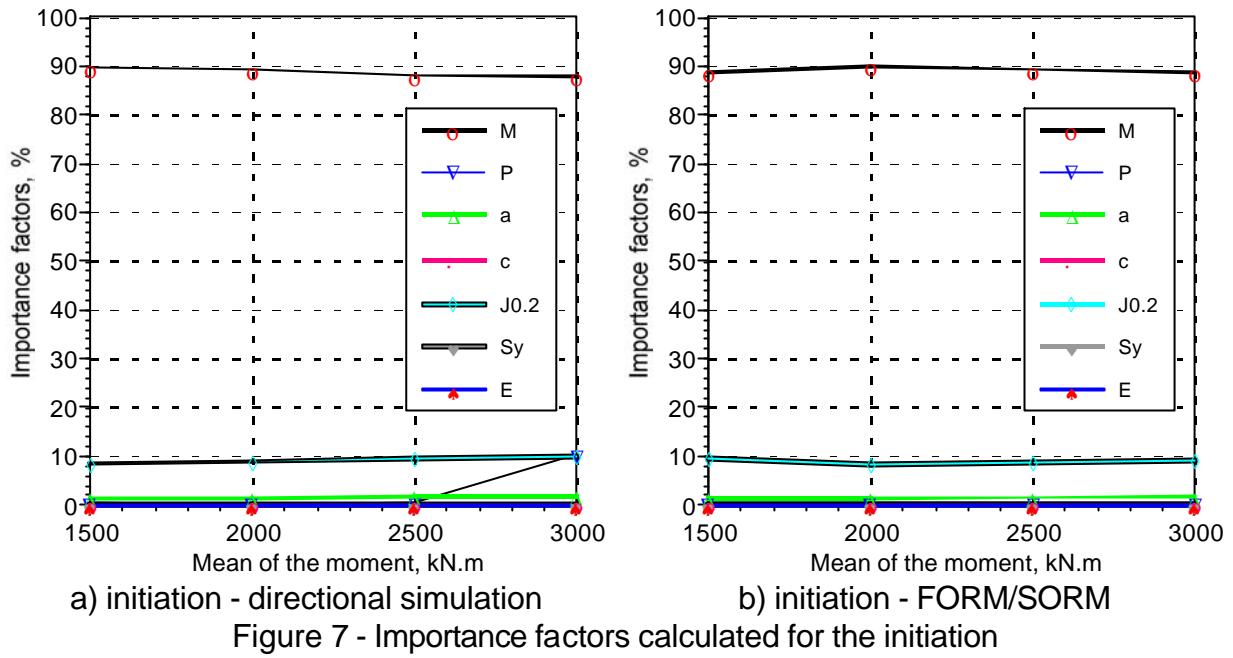 100
90
80
70
60
50
40
30
20
10
0
Importance factors, %
M
P
a
c
J0.2
Sy
E
1500 2000 2500 3000
Mean of the moment, kN.m
a) initiation - directional simulation
100
90
80
70
60
50
40
30
20
10
0
Importance factors, %
M
P
a
c
J0.2
Sy
E
1500 2000 2500 3000
Mean of the moment, kN.m
b) initiation - FORM/SORM
Figure 7 - Importance factors calculated for the initiation